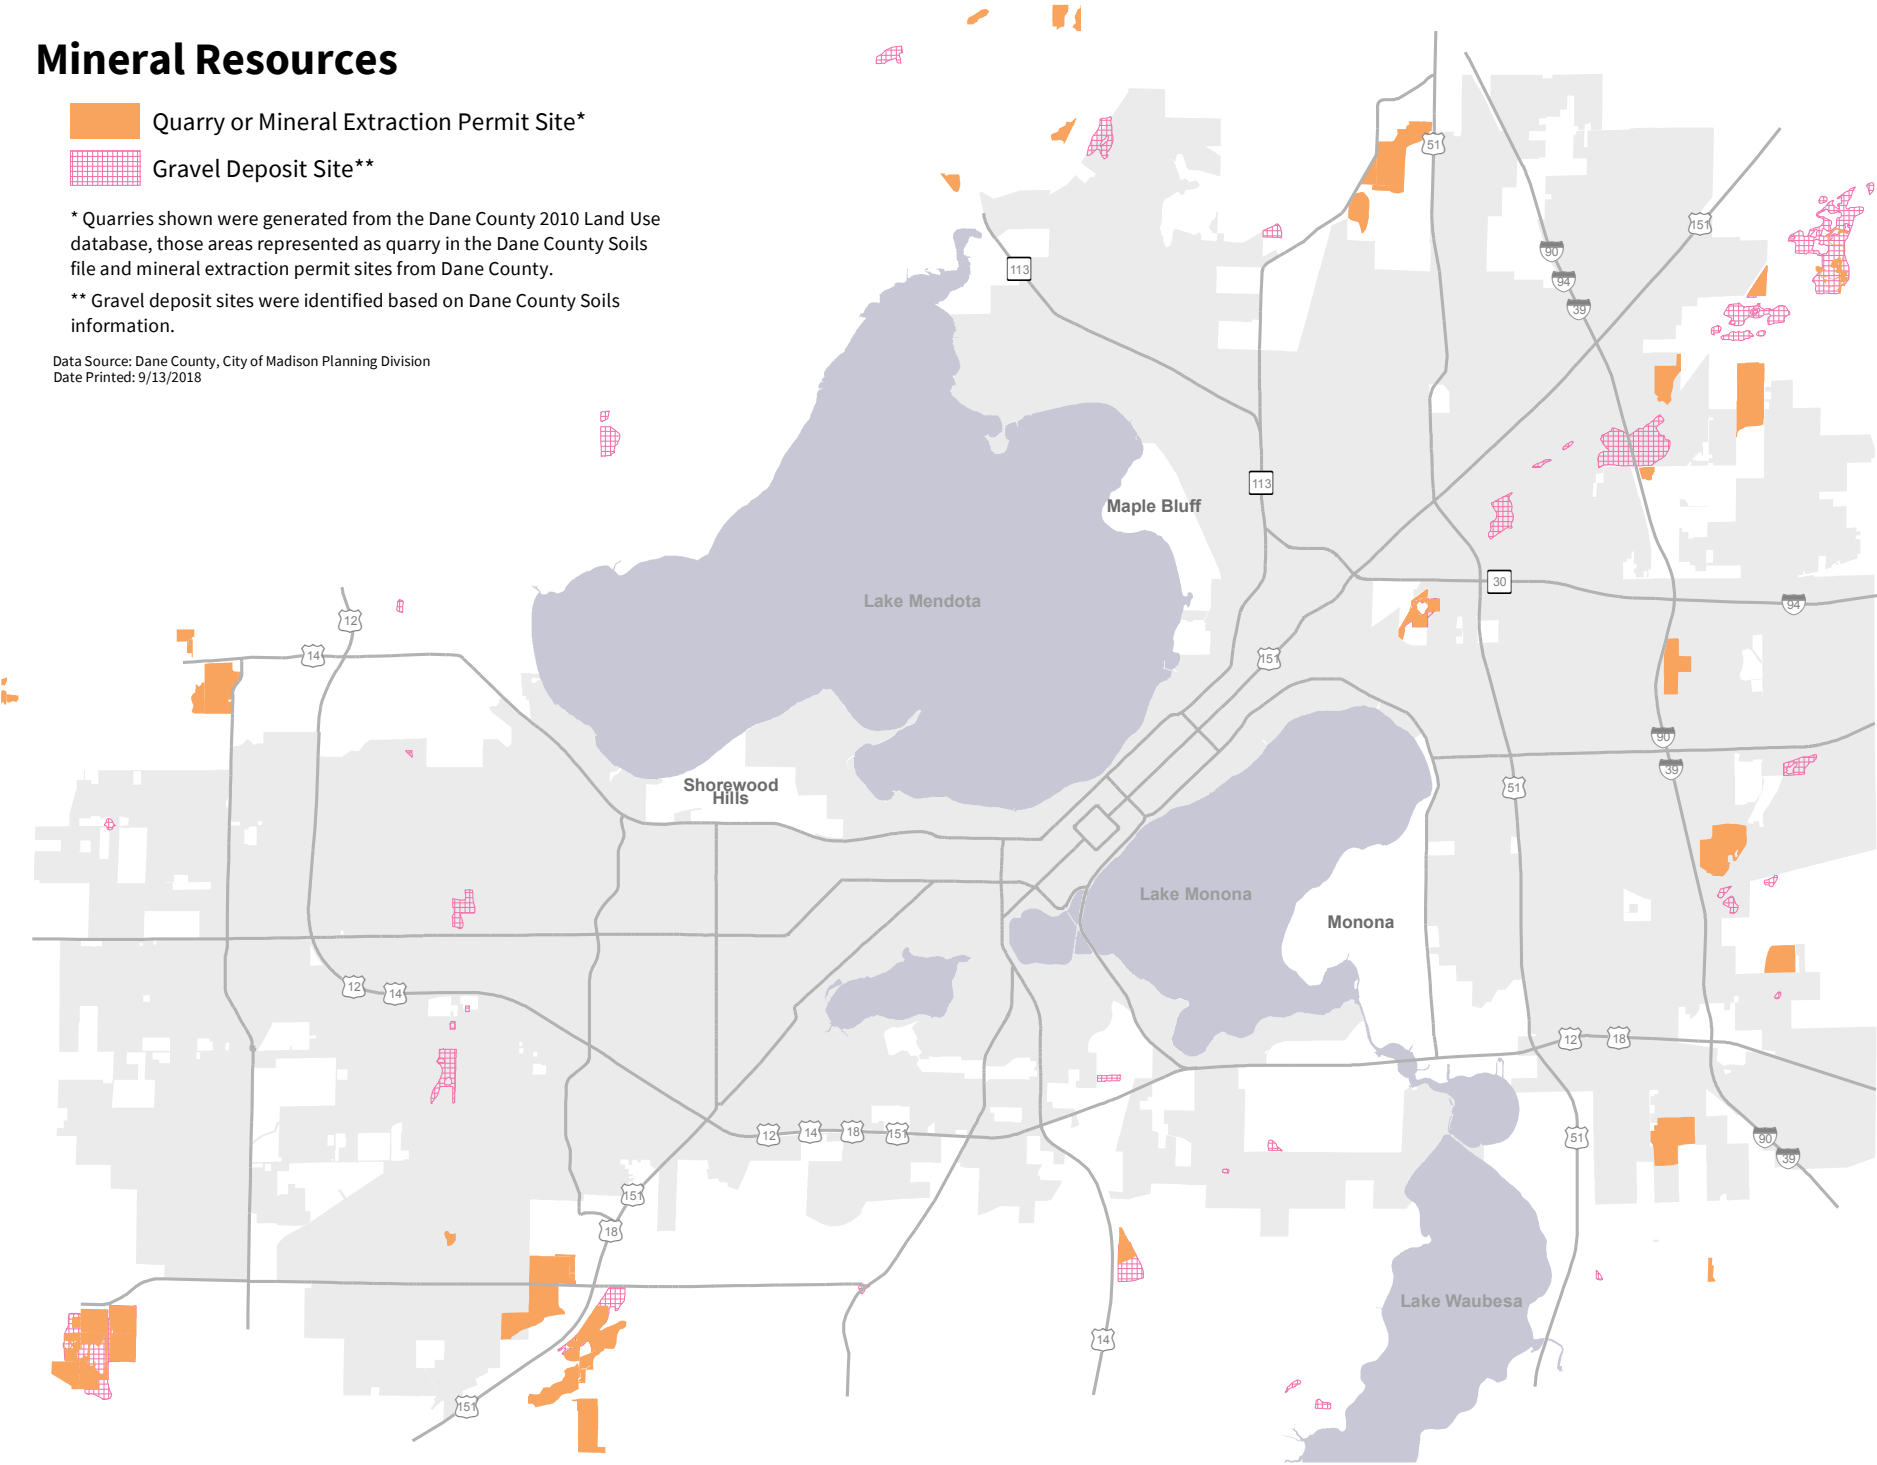 Mineral Resources
Quarry or Mineral Extraction Permit Site*
Gravel Deposit Site**
* Quarries shown were generated from the Dane County 2010 Land Use
database, those areas represented as quarry in the Dane County Soils
file and mineral extraction permit sites from Dane County.
** Gravel deposit sites were identified based on Dane County Soils
information.
Data Source: Dane County, City of Madison Planning Division
Date Printed: 9/13/2018
51
151
90
113
94
39
113
Maple Bluff
30
Lake Mendota
94
12
14
151
90
39
Shorewood
Hills
51
Lake Monona
Monona
12
14
12
18
12
14
18
151
51
90
39
151
18
Lake Waubesa
14
151